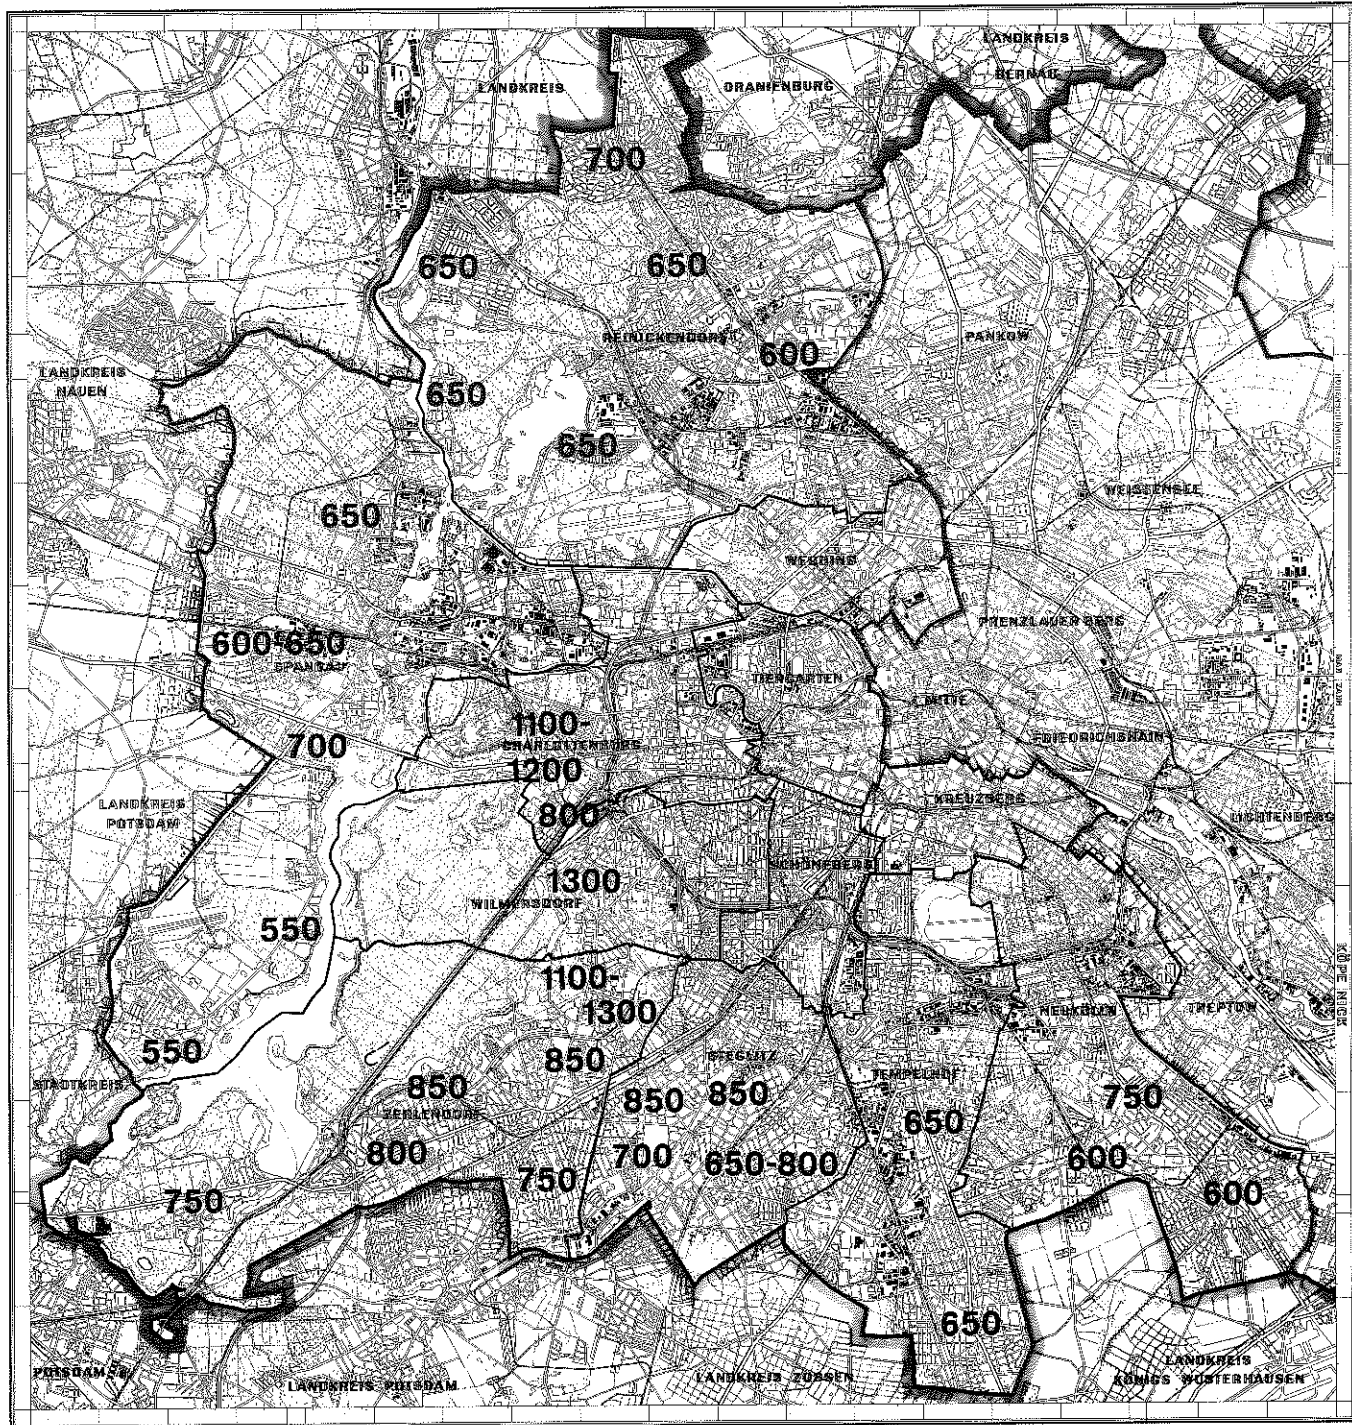 LANDKREIS
BERNAU
LANDKREIS
ORANIENBURG
700
650
650
REINICKENDORF
600
PANKOW
LANDKREIS
NAUEN
650
650
650
WEISSENSEE
WEDDING
PRENZLAUER BERG
600-650
SPANDAU
TIERGARTEN
MITTE
700
1100-
CHARLOTTENBURG
1200
FRIEDRICHSHAIN
LANDKREIS
POTSDAM
800
KREUZBERG
LICHTENBERG
SCHÖNEBERG
1300
WILMERSDORF
550
KÖPENICK
1100-
1300
NEUKÖLLN
TREPTOW
550
850
STEGLITZ
TEMPELHOF
STADTKREIS
850
ZEHLENDORF
850
850
750
650
800
700
650-800
600
750
750
600
650
POTSDAM
LANDKREIS POTSDAM
LANDKREIS ZOSSEN
LANDKREIS
KÖNIGS WUSTERHAUSEN